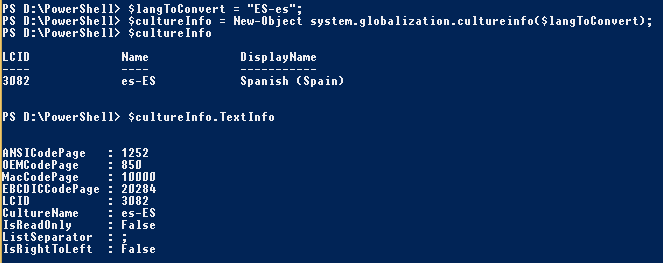 PS D:\PowerShell> $langToConvert = "ES-es";
PS D:\PowerShell> $cultureInfo = New-Object system.globalization.cultureinfo($langToConvert);
PS D:\PowerShell> $cultureInfo
LCID             Name             DisplayName
----             ----             -----------
3082             es-ES            Spanish (Spain)
PS D:\PowerShell> $cultureInfo.TextInfo
ANSICodePage   : 1252
OEMCodePage    : 850
MacCodePage    : 10000
EBCDICCodePage : 20284
LCID           : 3082
CultureName    : es-ES
IsReadOnly     : False
ListSeparator  : ;
IsRightToLeft  : False